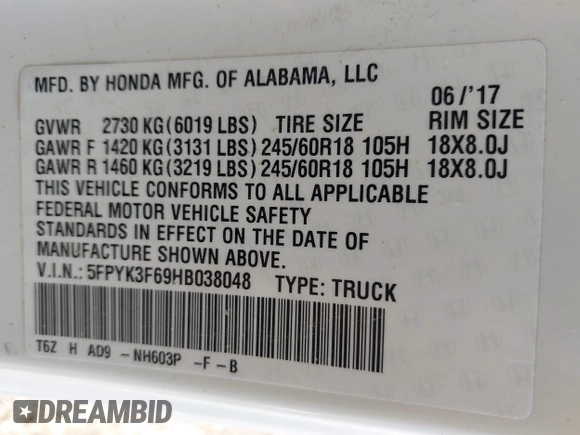 MFD. BY HONDA MFG. OF ALABAMA, LLC
06 /'17
GVWR 2730 KG(6019 LBS) TIRE SIZE RIM SIZE
GAWR F 1420 KG(3131 LBS)245/60R18 105H 18X8.0J
GAWR R 1460 KG(3219 LBS)245/60R18 105H 18X8.0J
THIS VEHICLE CONFORMS TO ALL APPLICABLE
FEDERAL MOTOR VEHICLE SAFETY
STANDARDS IN EFFECT ON THE DATE OF
MANUFACTURE SHOWN ABOVE.
V.I.N.: 5FPYK3F69HB038048 TYPE: TRUCK
T6Z H AD9 -NH603P -F-B
DREAMBID